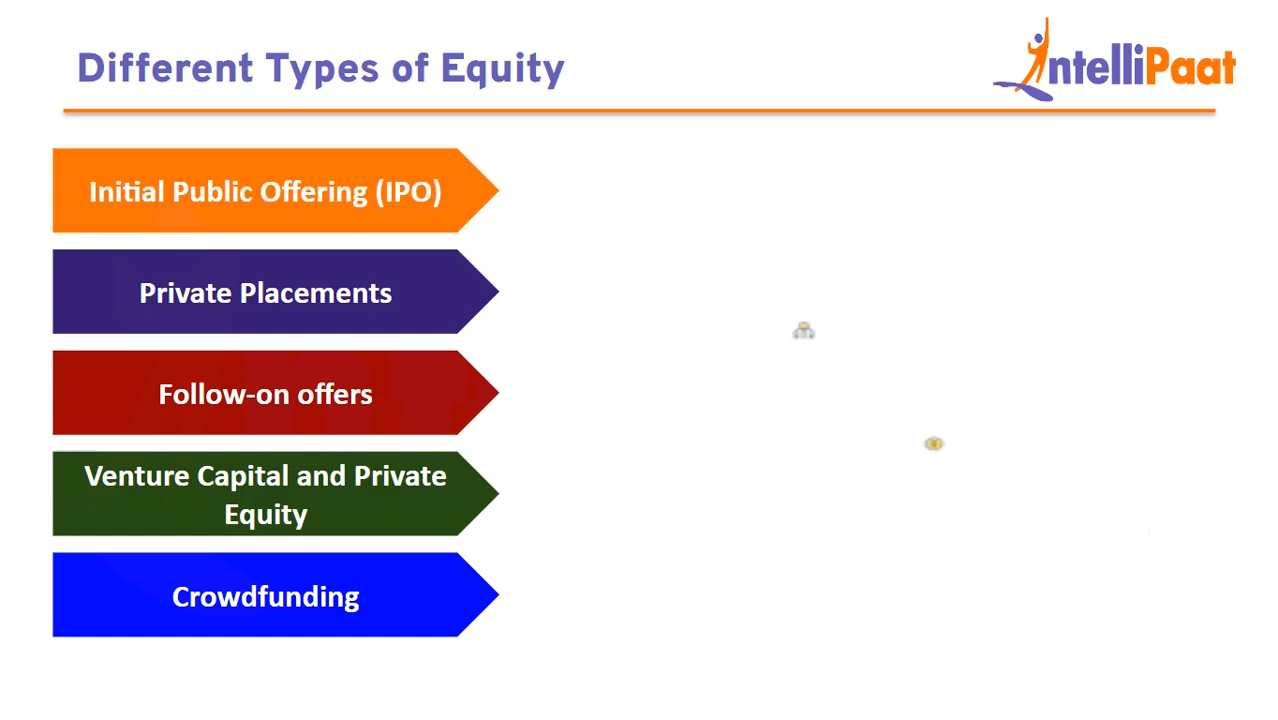 Different Types of Equity
IntelliPaat
Initial Public Offering (IPO)
Private Placements
Follow-on offers
Venture Capital and Private
Equity
Crowdfunding